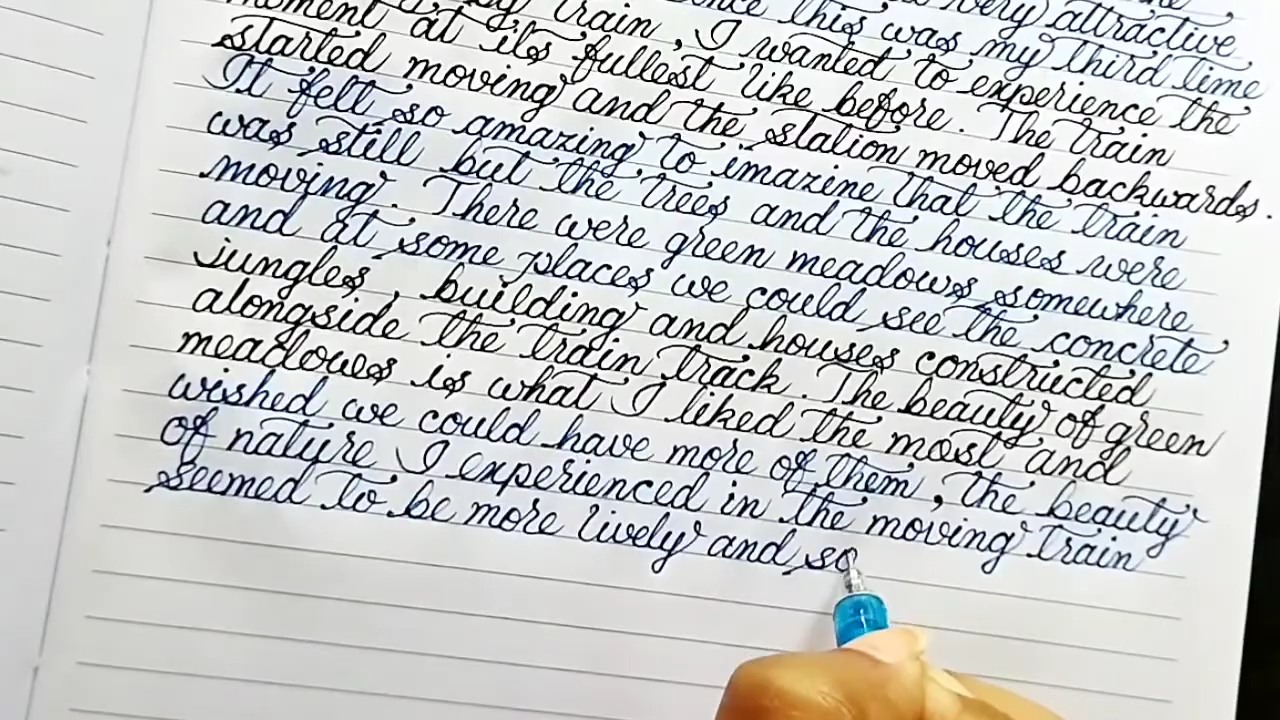 very attractive
by train, I wanted to experience the
moment at its fullest like before. The train
started moving and the station moved backwards.
It felt so amazing to imazine that the train
was still but the trees and the houses were
moving. There were green meadows somewhere
and at some places we could see the concrete
jungles, building and houses constructed
alongside the train track. The beauty of green
meadows is what I liked the most and
wished we could have more of them, the beauty
of nature I experienced in the moving train
seemed to be more lively and so